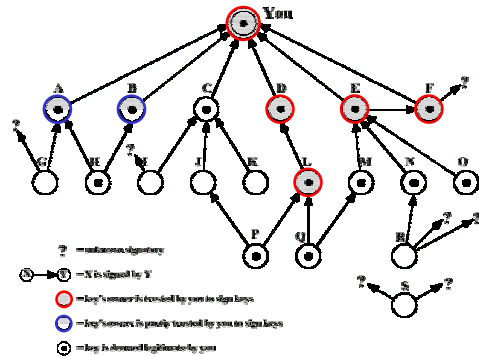 You
A B C D E F ?
?
?
G H I J K L M N O
P Q R ? ?
? = unknown signatory
? S ?
X Y = X is signed by Y
= key's owner is trusted by you to sign keys
= key's owner is partly trusted by you to sign keys
= key is deemed legitimate by you